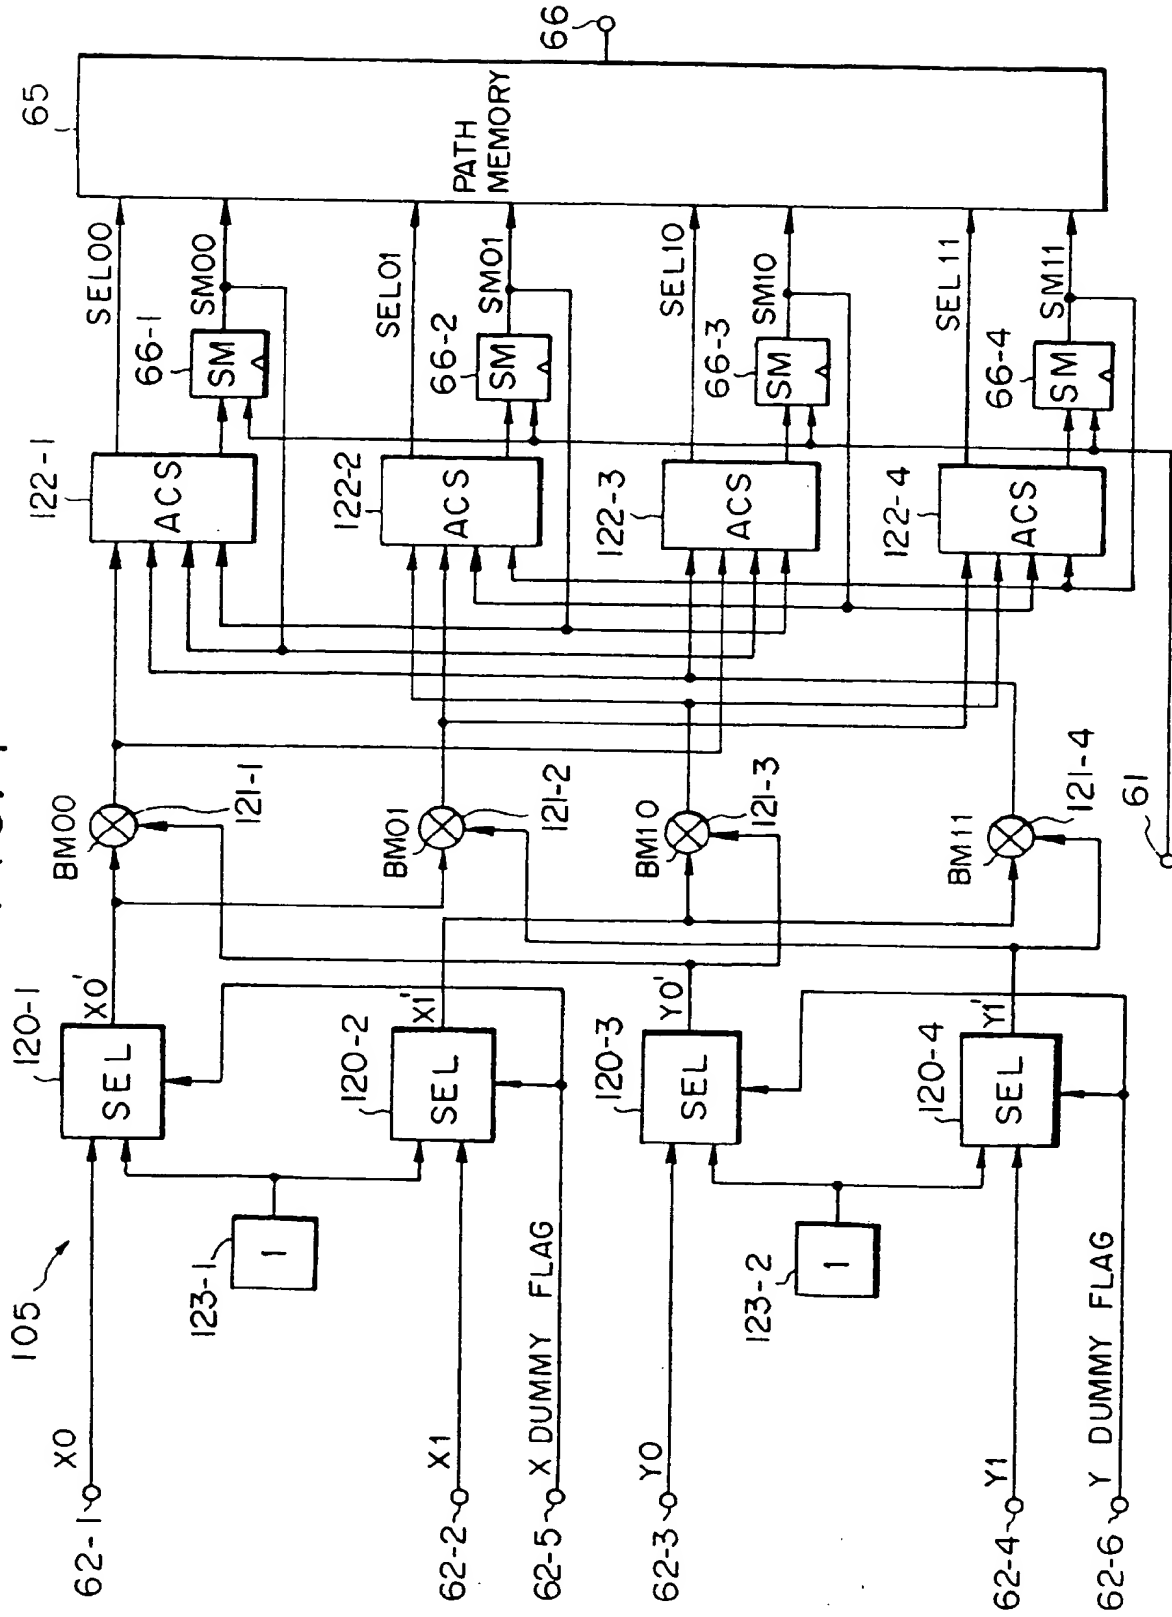 105
62-1
X0
120-1
SEL
X0'
BM00
121-1
122-1
ACS
SEL00
66-1
SM
SM00
65
PATH
MEMORY
66
123-1
1
62-2
X1
120-2
SEL
X1'
BM01
121-2
122-2
ACS
SEL01
66-2
SM
SM01
62-5
X DUMMY FLAG
62-3
Y0
120-3
SEL
Y0'
BM10
121-3
122-3
ACS
SEL10
66-3
SM
SM10
123-2
1
62-4
Y1
120-4
SEL
Y1'
BM11
121-4
122-4
ACS
SEL11
66-4
SM
SM11
62-6
Y DUMMY FLAG
61